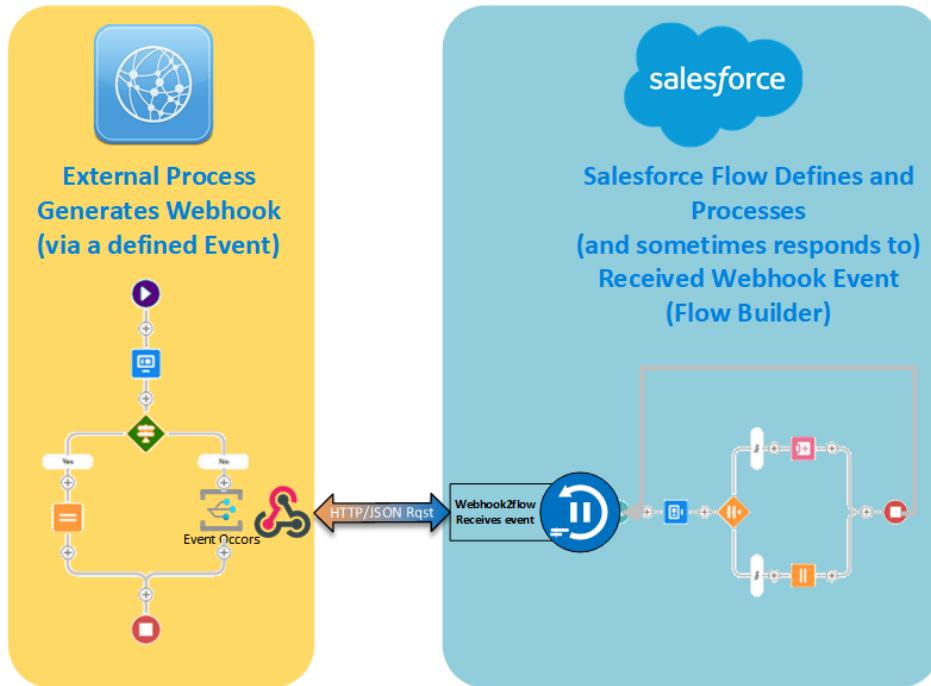 salesforce
External Process
Generates Webhook
(via a defined Event)
Salesforce Flow Defines and
Processes
(and sometimes responds to)
Received Webhook Event
(Flow Builder)
Yes
No
Event Occors
HTTP/JSON Rqst
Webhook2flow
Receives event